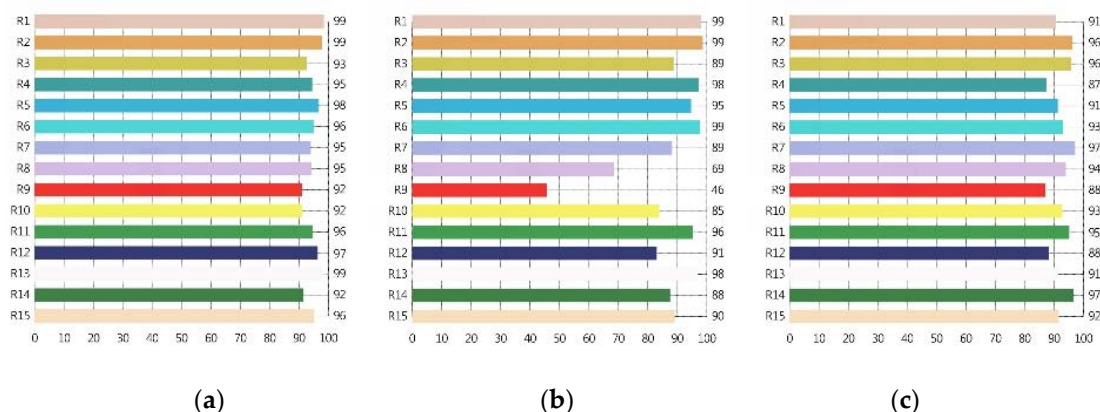 R1 99
R2 99
R3 93
R4 95
R5 98
R6 96
R7 95
R8 95
R9 92
R10 92
R11 96
R12 97
R13 99
R14 92
R15 96
0 10 20 30 40 50 60 70 80 90 100
(a)
R1 99
R2 99
R3 89
R4 98
R5 95
R6 99
R7 89
R8 69
R9 46
R10 85
R11 96
R12 91
R13 98
R14 88
R15 90
0 10 20 30 40 50 60 70 80 90 100
(b)
R1 91
R2 96
R3 96
R4 87
R5 91
R6 93
R7 97
R8 94
R9 88
R10 93
R11 95
R12 88
R13 91
R14 97
R15 92
0 10 20 30 40 50 60 70 80 90 100
(c)